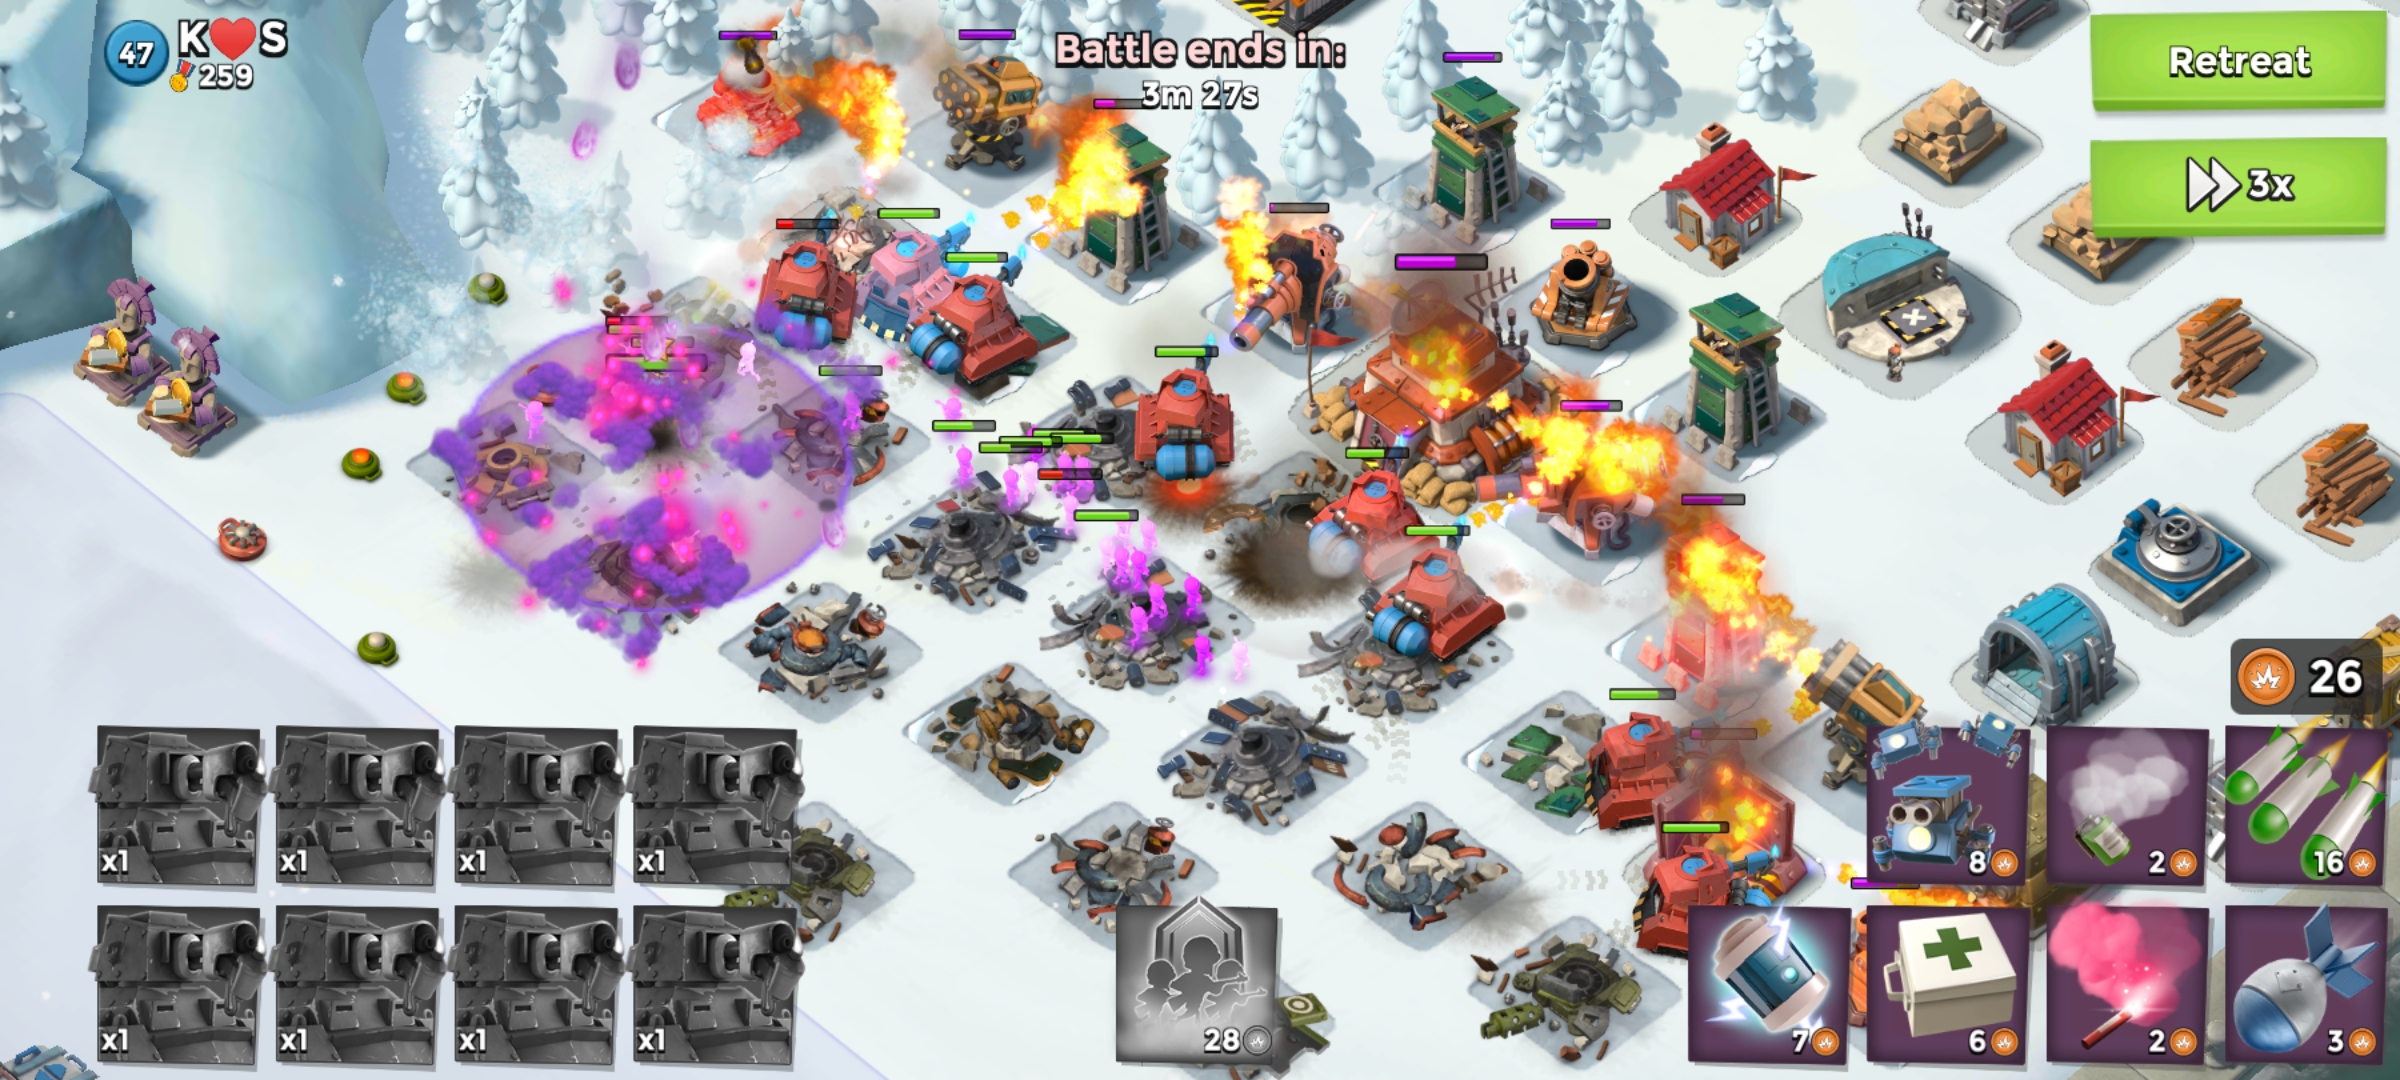 47
K❤️S
259
Battle ends in:
3m 27s
Retreat
3x
26
x1
x1
x1
x1
8
2
16
x1
x1
x1
x1
28
7
6
2
3